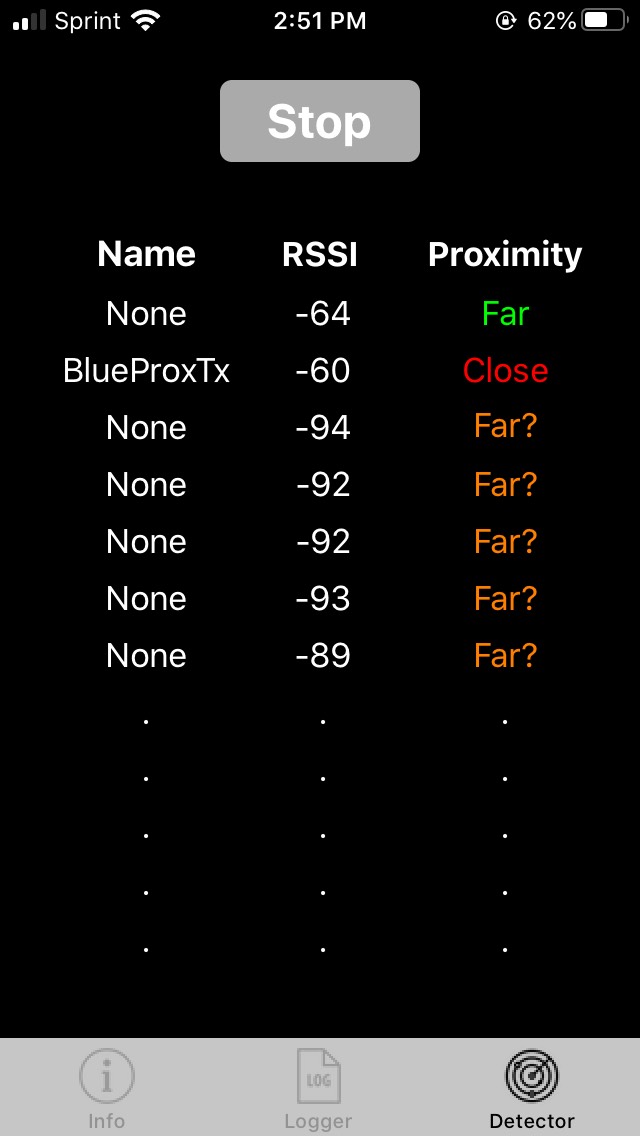 Sprint 2:51 PM 62%
Stop
Name RSSI Proximity
None -64 Far
BlueProxTx -60 Close
None -94 Far?
None -92 Far?
None -92 Far?
None -93 Far?
None -89 Far?
. . .
. . .
. . .
. . .
. . .
i LOG
Info Logger Detector